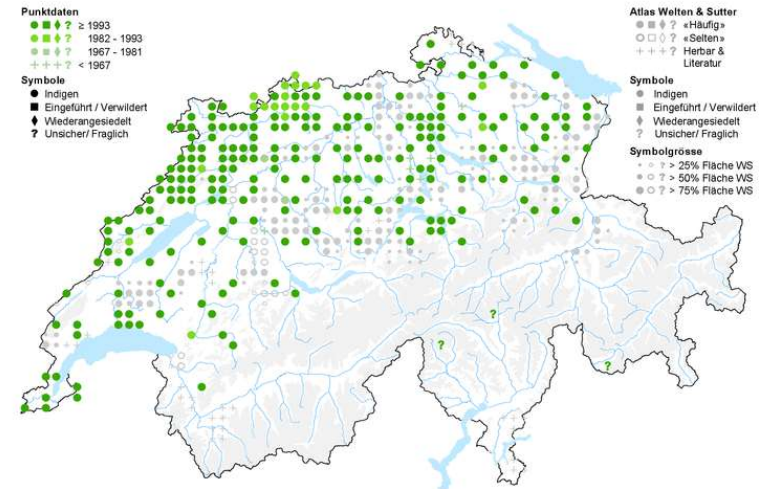 Punktdaten
? ≥ 1993
? 1982 - 1993
? 1967 - 1981
+ + + ? < 1967
Symbole
Indigen
Eingeführt / Verwildert
Wiederangesiedelt
? Unsicher/ Fraglich
Atlas Welten & Sutter
? «Häufig»
? «Selten»
+ + + ? Herbar &
Literatur
Symbole
Indigen
Eingeführt / Verwildert
Wiederangesiedelt
? Unsicher/ Fraglich
Symbolgrösse
? > 25% Fläche WS
? > 50% Fläche WS
? > 75% Fläche WS
?
?
?